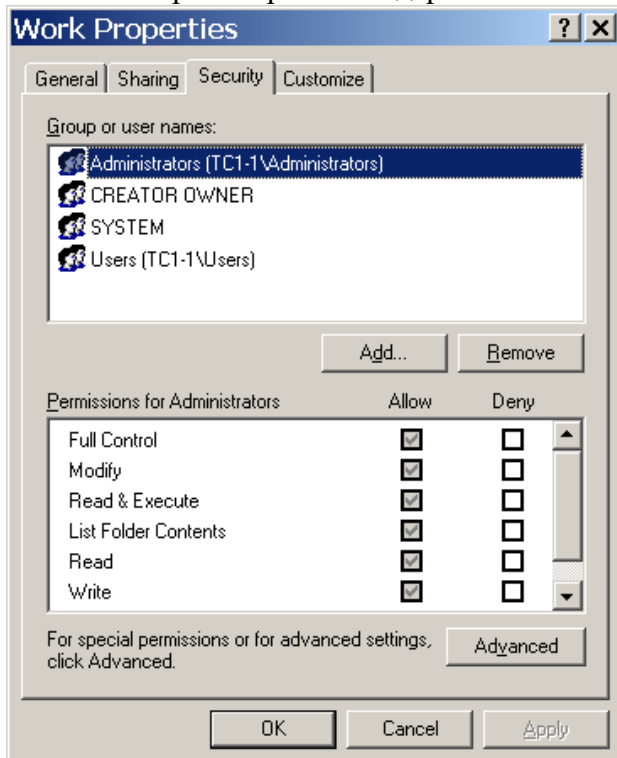 Work Properties
? X
General Sharing Security Customize
Group or user names:
Administrators (TC1-1\Administrators)
CREATOR OWNER
SYSTEM
Users (TC1-1\Users)
Add... Remove
Permissions for Administrators Allow Deny
Full Control
Modify
Read & Execute
List Folder Contents
Read
Write
For special permissions or for advanced settings, Advanced
click Advanced.
OK Cancel Apply